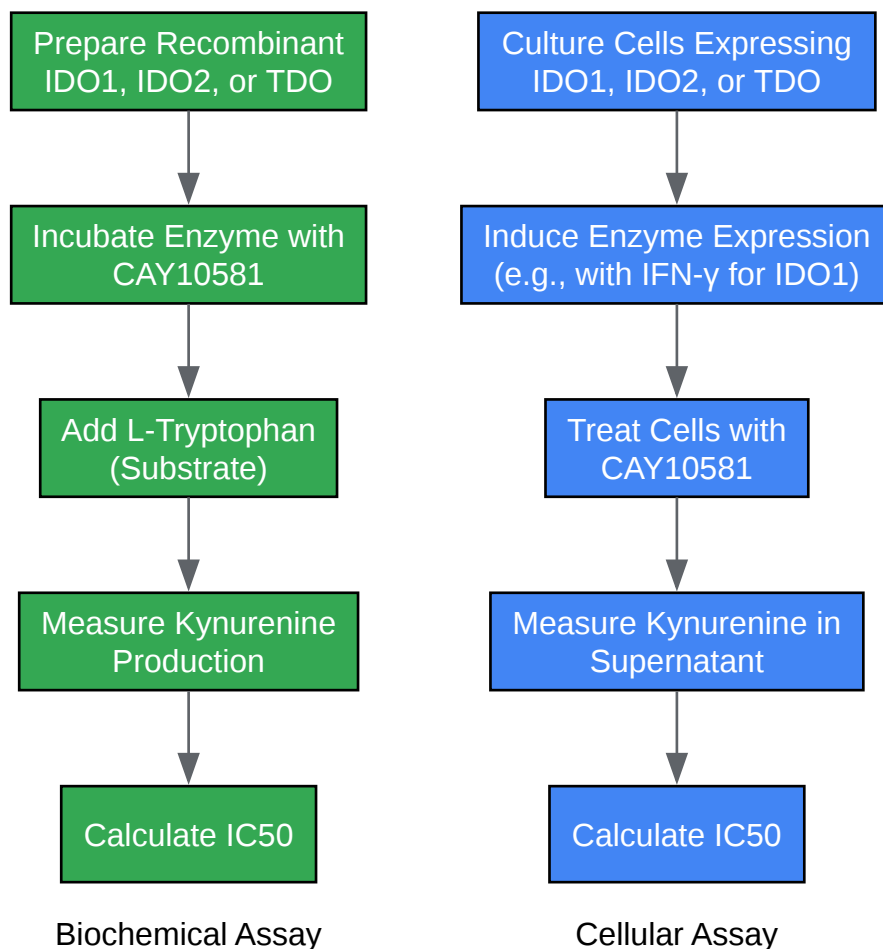 Prepare Recombinant
IDO1, IDO2, or TDO
Incubate Enzyme with
CAY10581
Add L-Tryptophan
(Substrate)
Measure Kynurenine
Production
Calculate IC50
Biochemical Assay
Culture Cells Expressing
IDO1, IDO2, or TDO
Induce Enzyme Expression
(e.g., with IFN-γ for IDO1)
Treat Cells with
CAY10581
Measure Kynurenine in
Supernatant
Calculate IC50
Cellular Assay